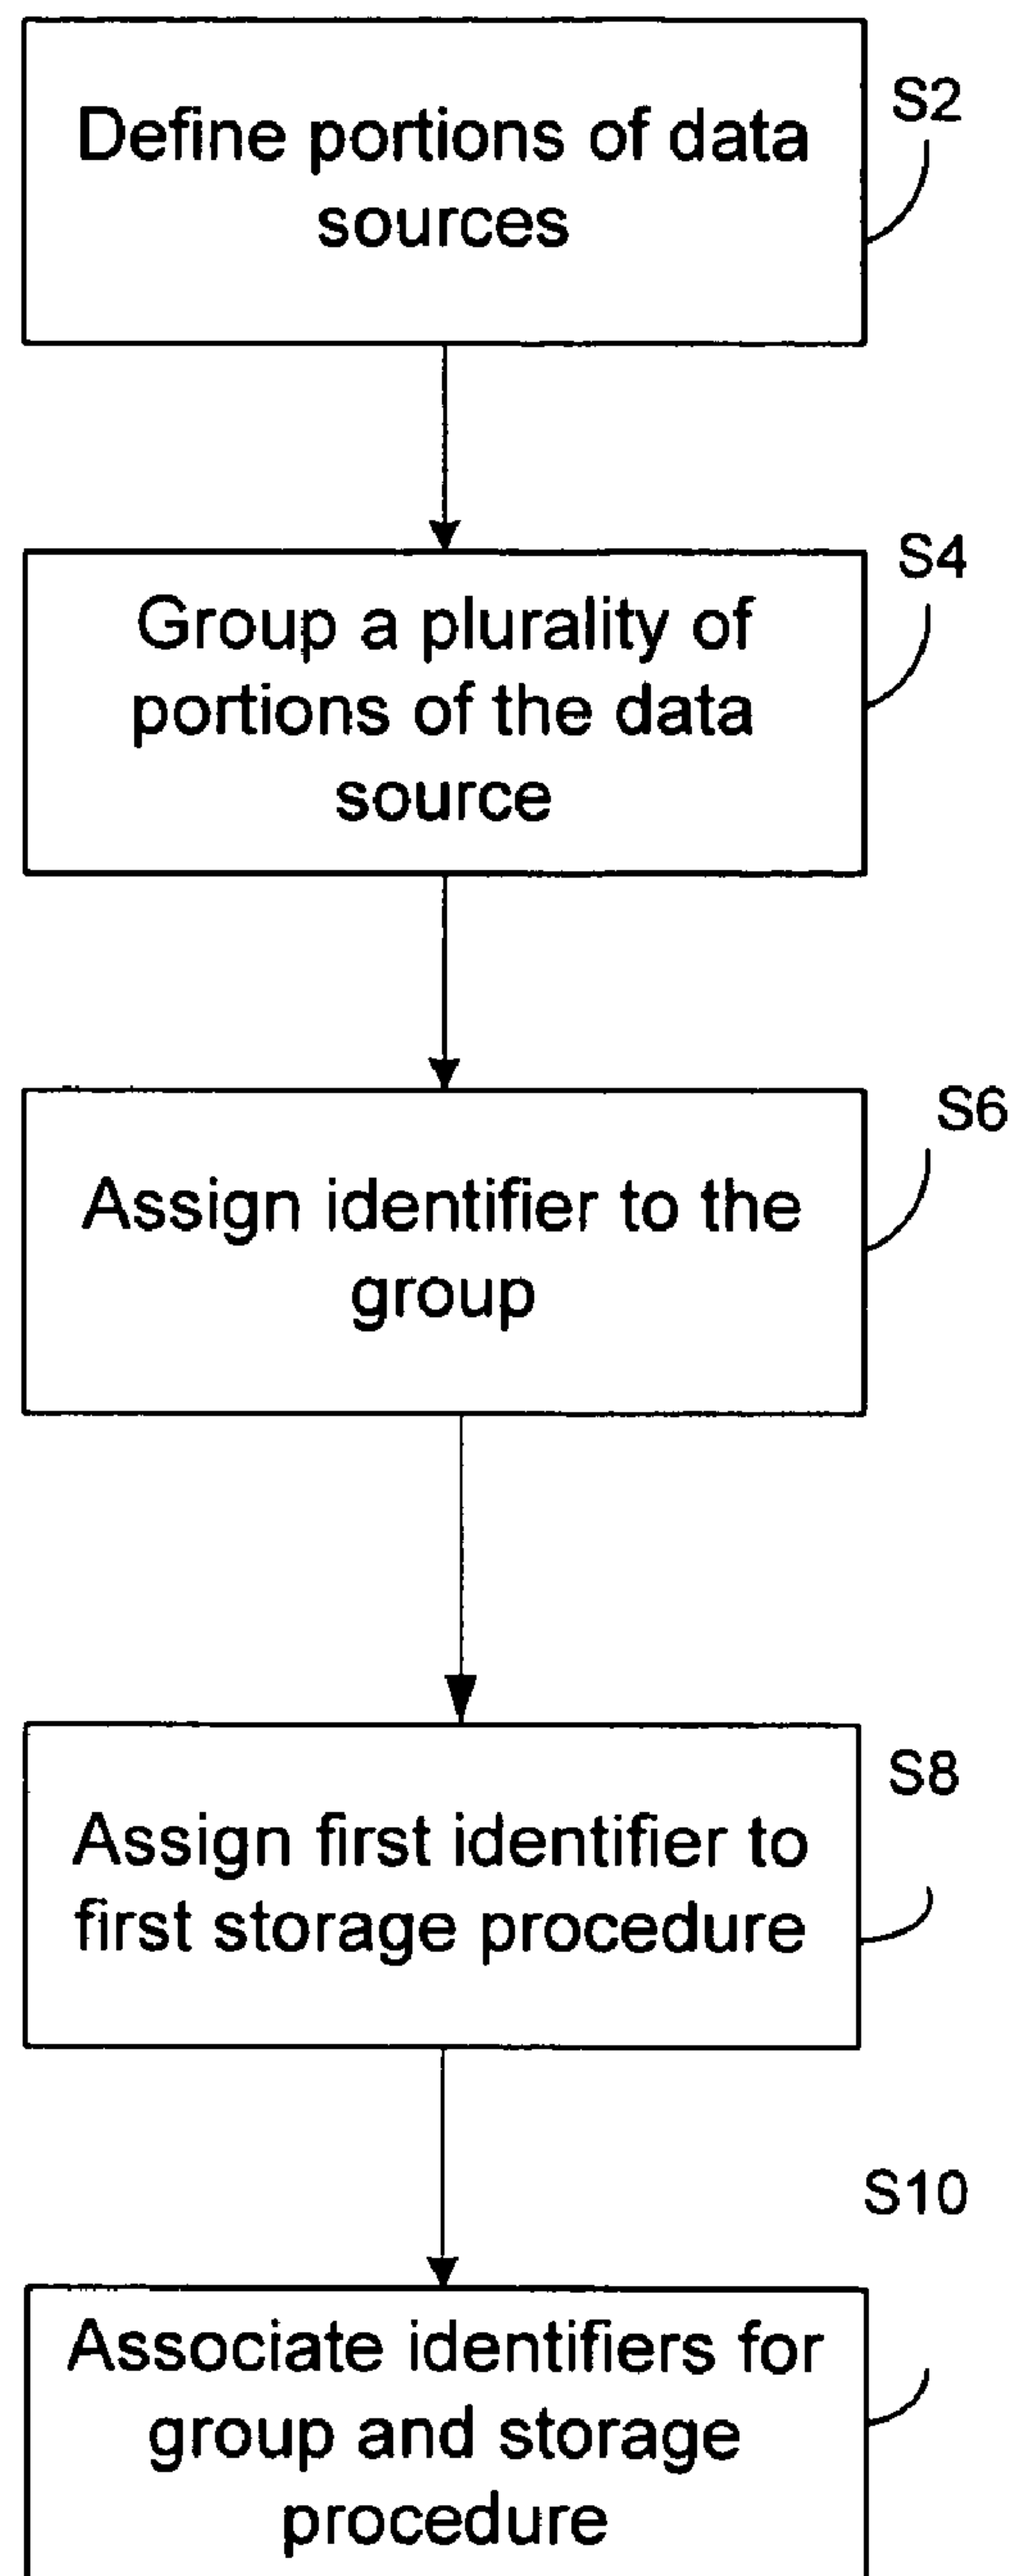 Define portions of data
sources
S2
Group a plurality of
portions of the data
source
S4
Assign identifier to the
group
S6
Assign first identifier to
first storage procedure
S8
Associate identifiers for
group and storage
procedure
S10